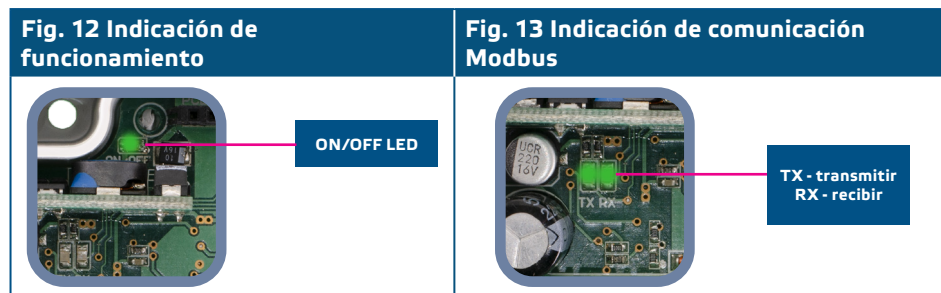 Fig. 12 Indicación de
funcionamiento
Fig. 13 Indicación de comunicación
Modbus
ON/OFF LED
UCR
220
16V
TX RX
TX - transmitir
RX - recibir